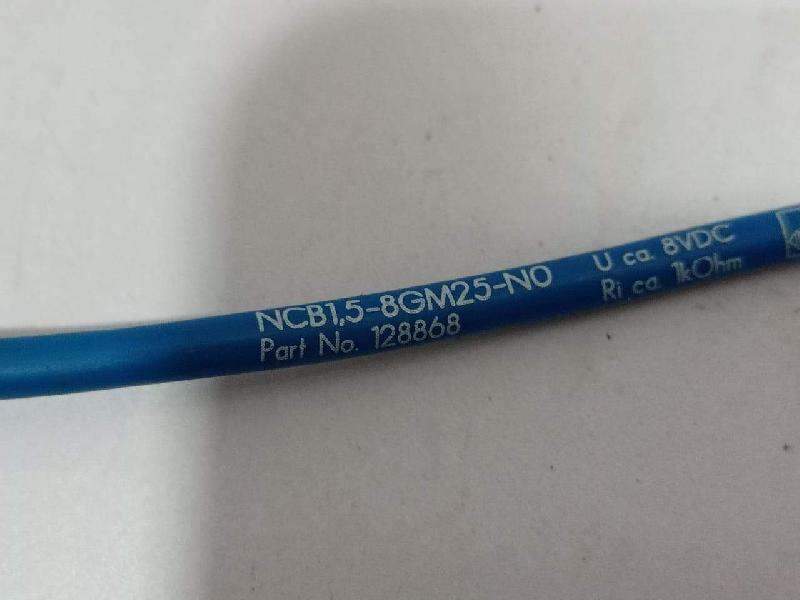 NCB1,5-8GM25-N0
Part No. 128868
U ca. 8VDC
Ri ca. 1kOhm